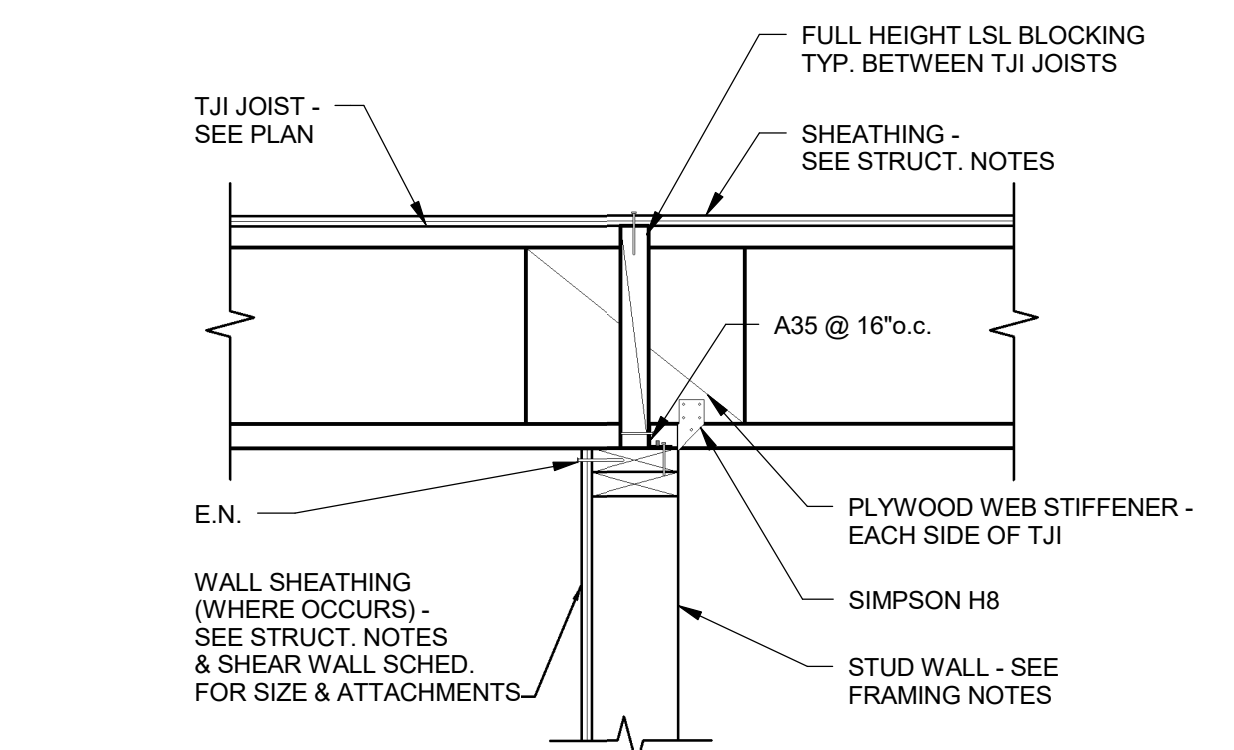 FULL HEIGHT LSL BLOCKING
TYP. BETWEEN TJI JOISTS
TJI JOIST -
SEE PLAN
SHEATHING -
SEE STRUCT. NOTES
A35 @ 16"o.c.
E.N.
PLYWOOD WEB STIFFENER -
EACH SIDE OF TJI
WALL SHEATHING
(WHERE OCCURS) -
SEE STRUCT. NOTES
& SHEAR WALL SCHED.
FOR SIZE & ATTACHMENTS
SIMPSON H8
STUD WALL - SEE
FRAMING NOTES